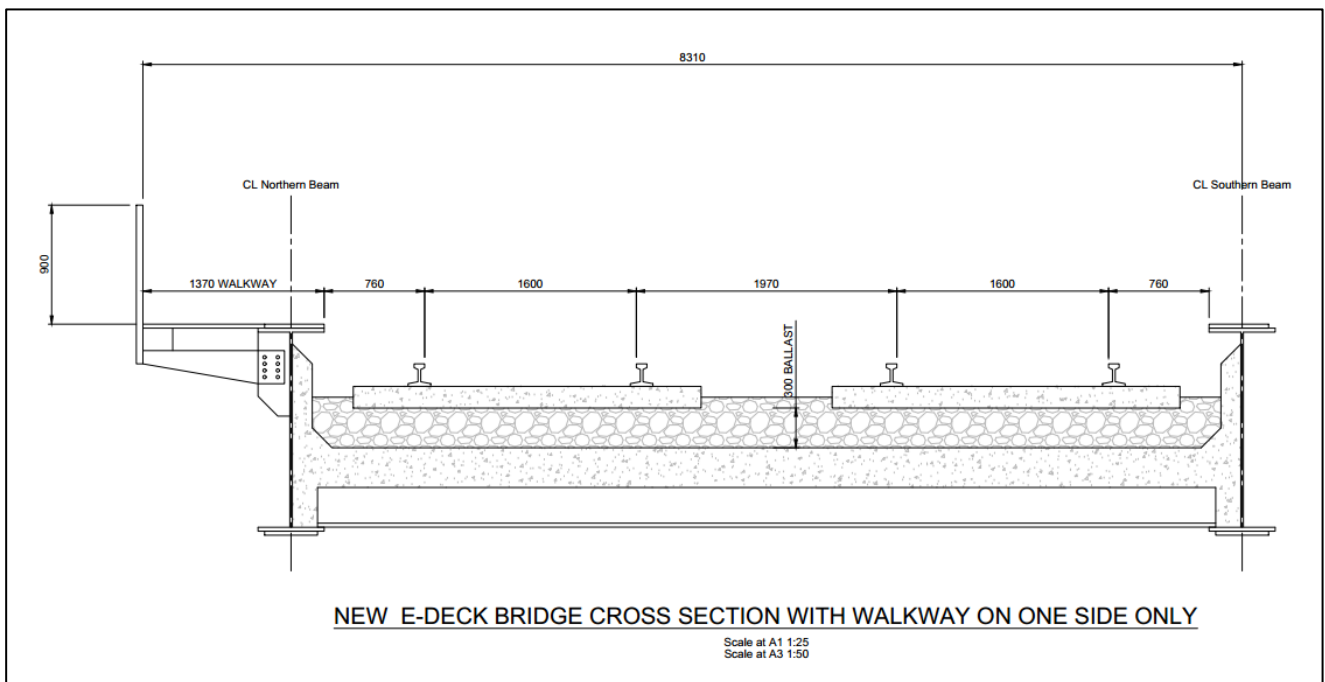 8310
CL Northern Beam
CL Southern Beam
900
1370 WALKWAY
760
1600
1970
1600
760
300 BALLAST
NEW E-DECK BRIDGE CROSS SECTION WITH WALKWAY ON ONE SIDE ONLY
Scale at A1 1:25
Scale at A3 1:50